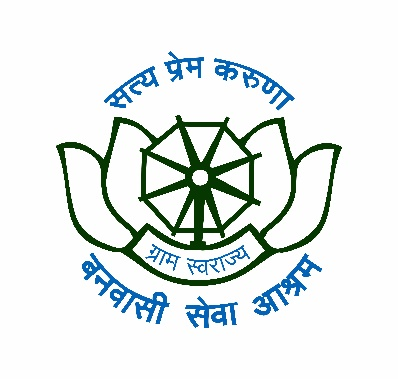 सत्य प्रेम करुणा
ग्राम स्वराज्य
बनवासी सेवा आश्रम